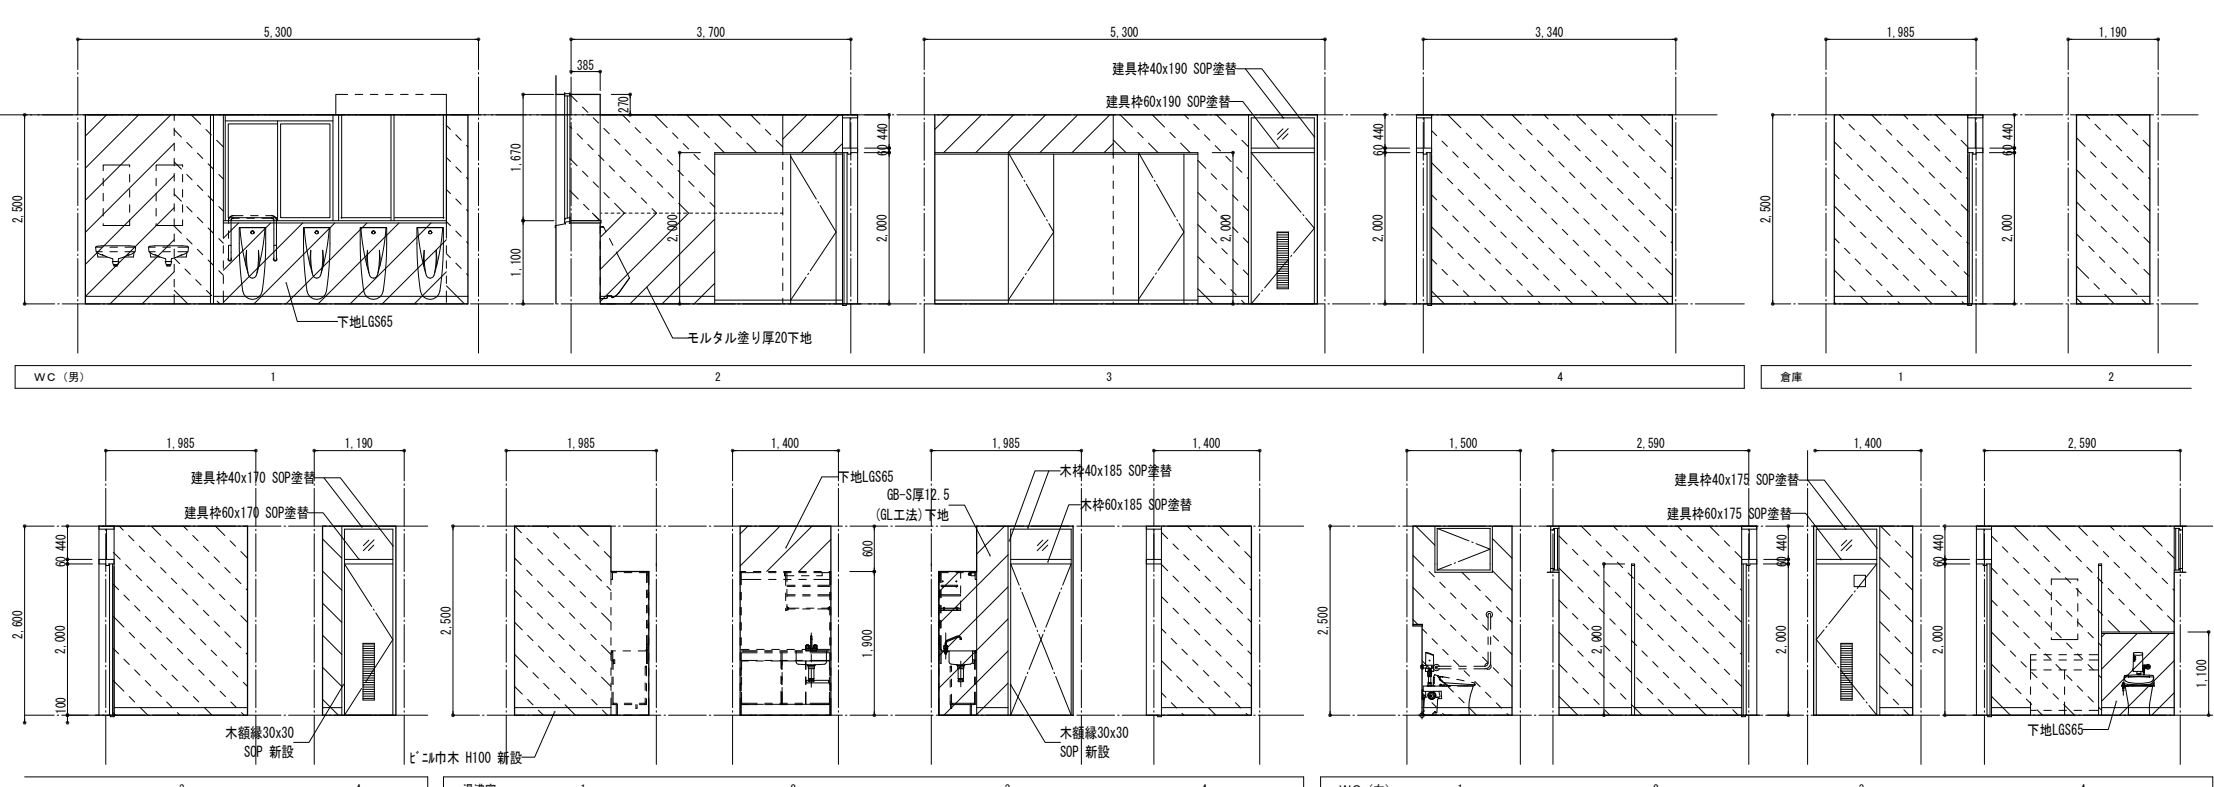 5,300
3,700
5,300
3,340
1,985
1,190
385
270
建具枠40x190 SOP塗替
建具枠60x190 SOP塗替
2,500
1,670
1,100
2,000
60 440
2,000
2,000
60 440
2,000
2,500
60 440
2,000
下地LGS65
モルタル塗り厚20下地
WC（男）
1
2
3
4
倉庫
1
2
1,985
1,190
1,985
1,400
1,985
1,400
1,500
2,590
1,400
2,590
建具枠40x170 SOP塗替
建具枠60x170 SOP塗替
下地LGS65
GB-S厚12.5
(GL工法)下地
木枠40x185 SOP塗替
木枠60x185 SOP塗替
建具枠40x175 SOP塗替
建具枠60x175 SOP塗替
2,600
60 440
2,000
100
2,500
600
1,900
2,500
2,000
60 440
2,000
60 440
2,000
1,100
木額縁30x30
SOP 新設
ビニル巾木 H100 新設
木額縁30x30
SOP 新設
下地LGS65